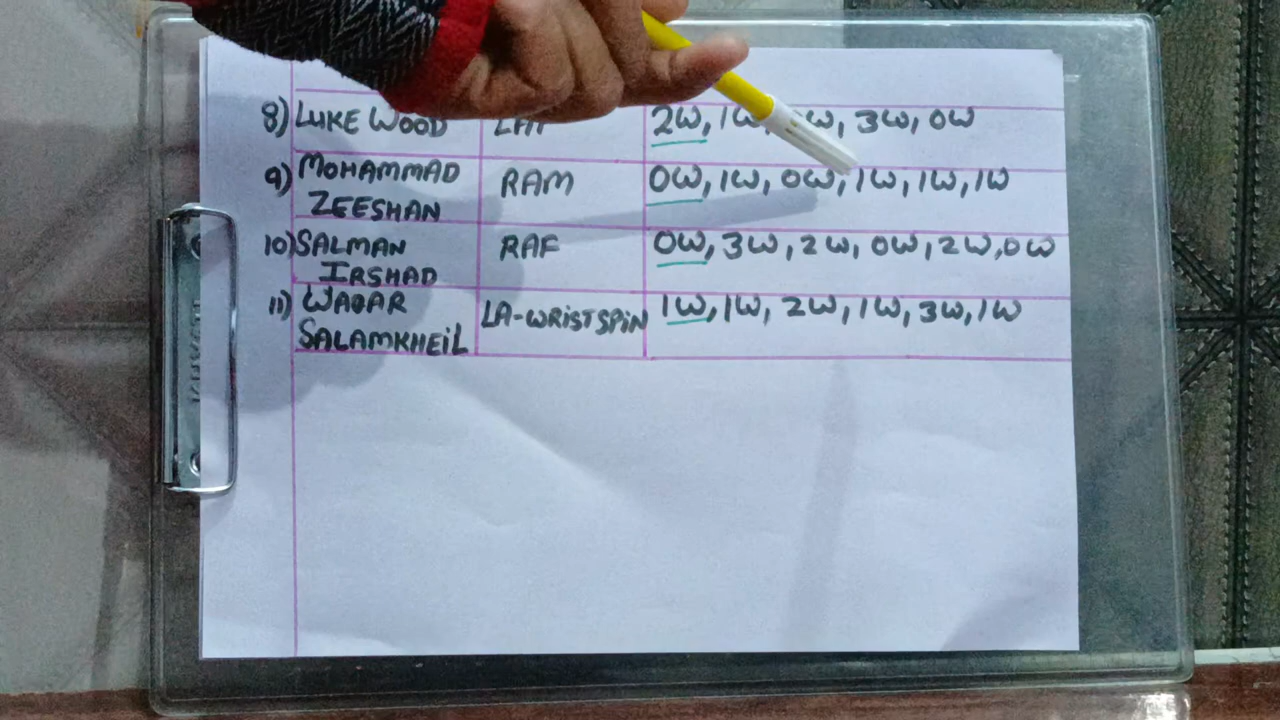 8) LUKE WOOD LAF 2W, 1W, W, 3W, 0W
9) MOHAMMAD ZEESHAN RAM 0W, 1W, 0W, 1W, 1W, 1W
10) SALMAN IRSHAD RAF 0W, 3W, 2W, 0W, 2W, 0W
11) WAQAR SALAMKHEIL LA-WRISTSPIN 1W, 1W, 2W, 1W, 3W, 1W